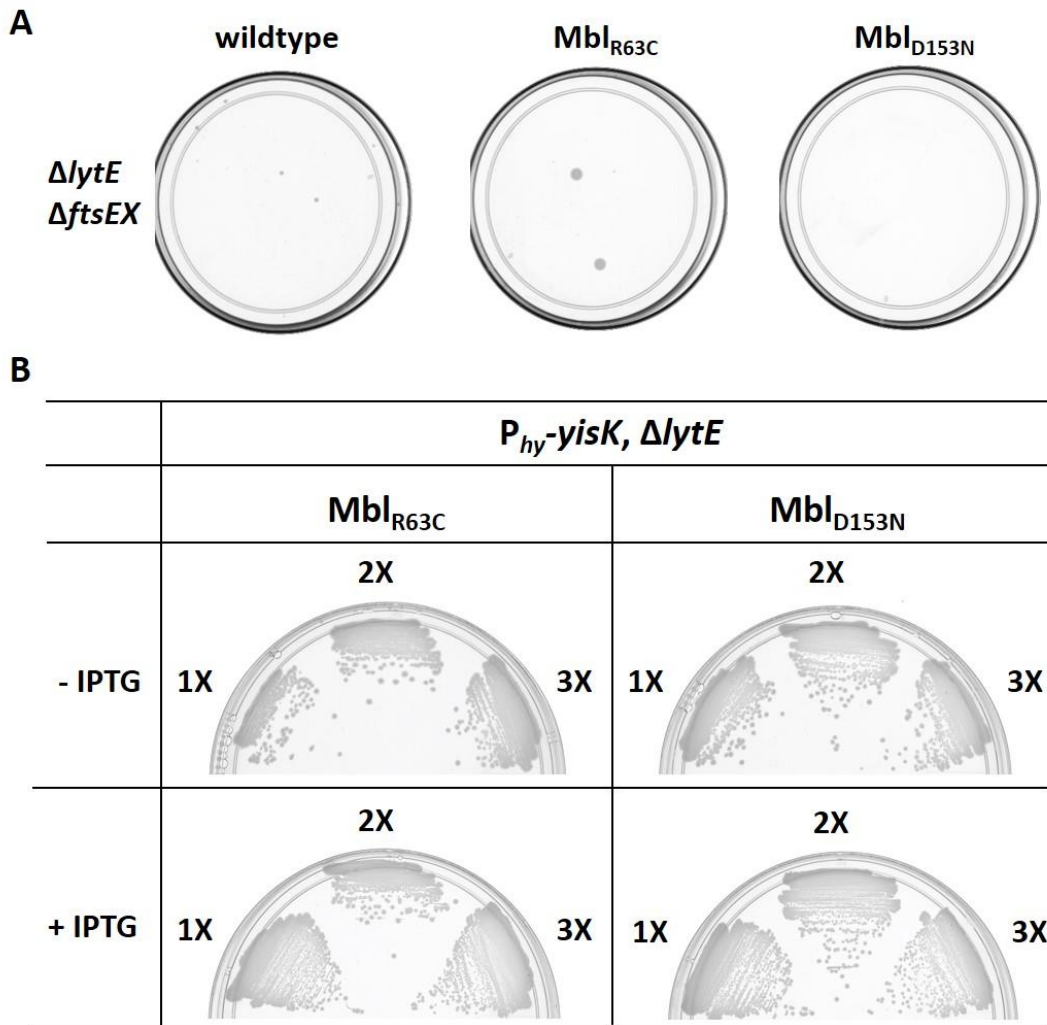 A
wildtype
MblR63C
MblD153N
ΔlytE
ΔftsEX
B
Phy-yisK, ΔlytE
MblR63C
MblD153N
2X
2X
- IPTG
1X
3X
1X
3X
2X
2X
+ IPTG
1X
3X
1X
3X